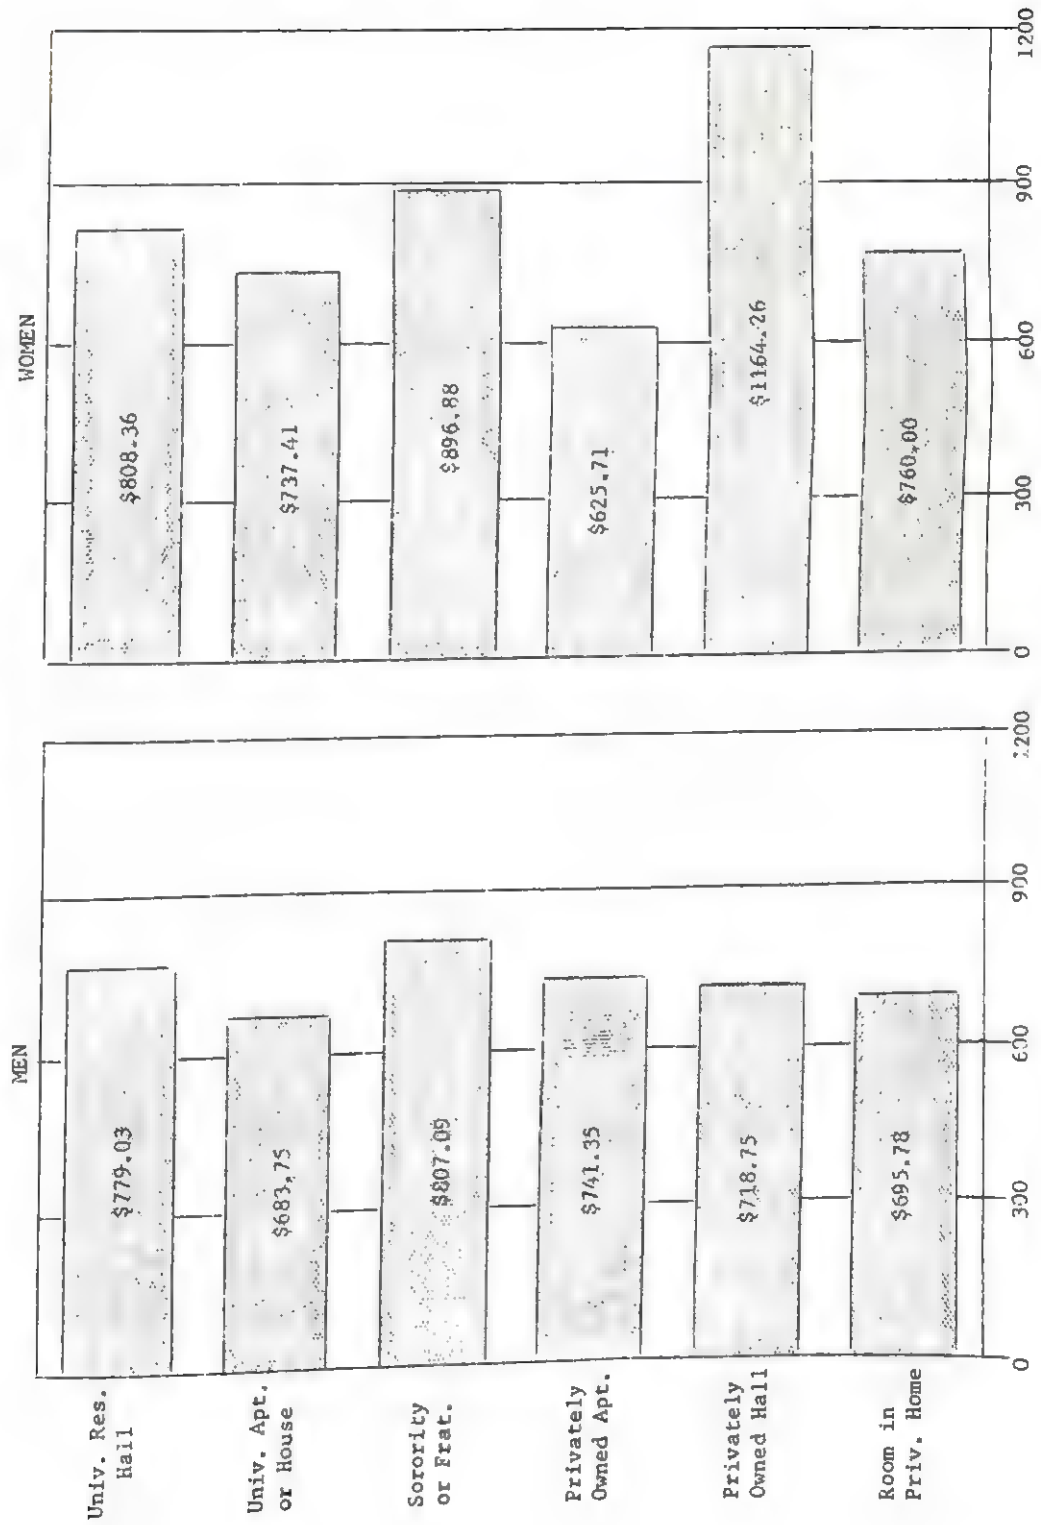 MEN
WOMEN
Univ. Res.
Hall
$779.03
$808.36
Univ. Apt.
or House
$683.75
$737.41
Sorority
or Frat.
$807.09
$896.88
Privately
Owned Apt.
$741.35
$625.71
Privately
Owned Hall
$718.75
$1164.26
Room in
Priv. Home
$695.78
$760.00
0 300 600 900 1200
0 300 600 900 1200